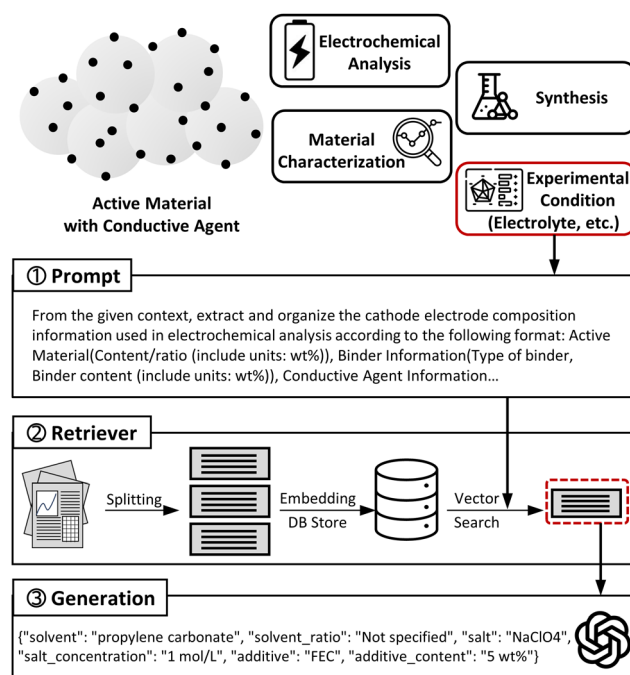 Electrochemical
Analysis
Synthesis
Material
Characterization
Active Material
with Conductive Agent
Experimental
Condition
(Electrolyte, etc.)
① Prompt
From the given context, extract and organize the cathode electrode composition
information used in electrochemical analysis according to the following format: Active
Material(Content/ratio (include units: wt%)), Binder Information(Type of binder,
Binder content (include units: wt%)), Conductive Agent Information...
② Retriever
Splitting
Embedding
DB Store
Vector
Search
③ Generation
{"solvent": "propylene carbonate", "solvent_ratio": "Not specified", "salt": "NaClO4",
"salt_concentration": "1 mol/L", "additive": "FEC", "additive_content": "5 wt%"}